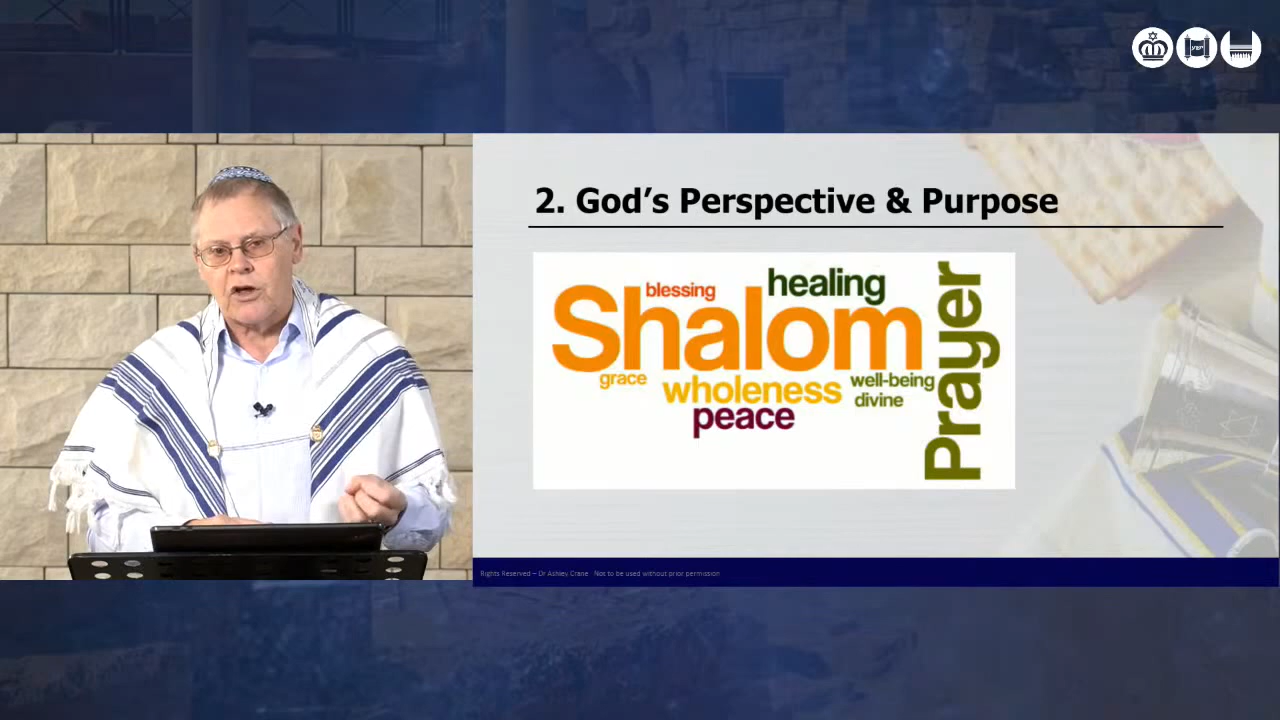 2. God’s Perspective & Purpose
blessing
healing
Shalom
grace
wholeness
well-being
divine
peace
Prayer
Rights Reserved – Dr Ashley Crane   Not to be used without prior permission